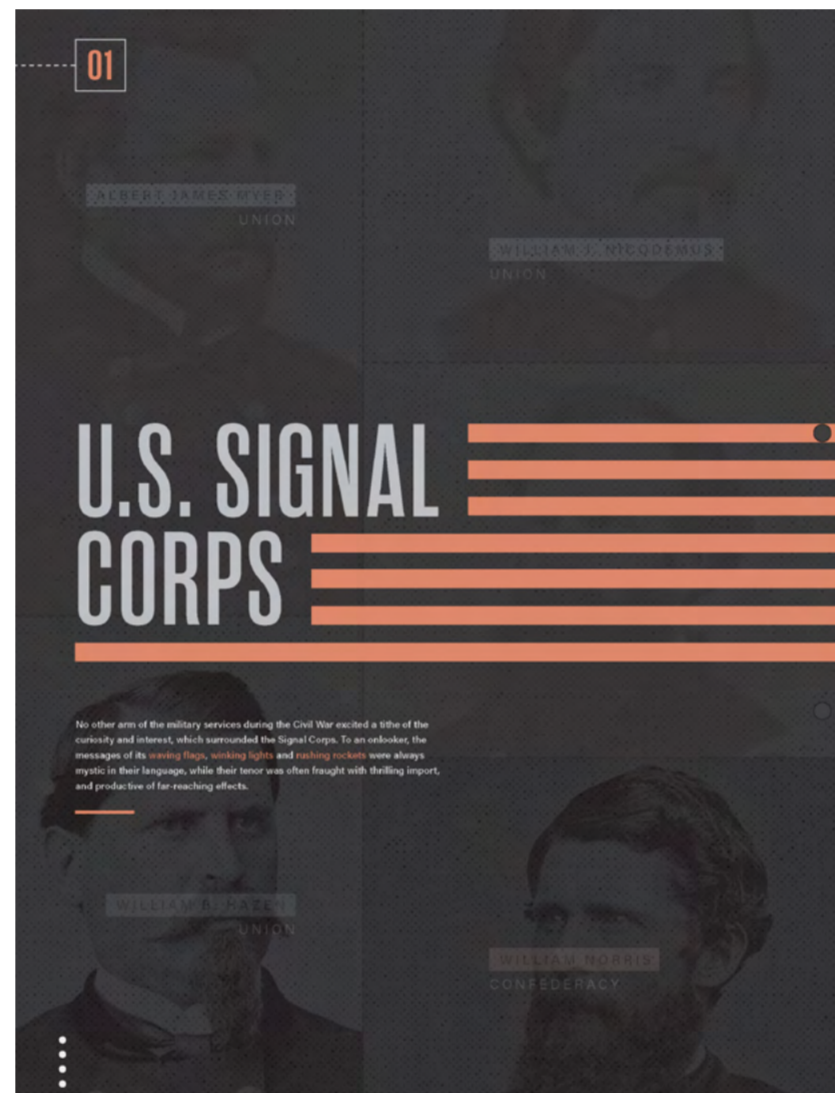 01
ALBERT JAMES MYER
UNION
WILLIAM J. NICODEMUS
UNION
U.S. SIGNAL
CORPS
No other arm of the military services during the Civil War excited a tithe of the
curiosity and interest, which surrounded the Signal Corps. To an onlooker, the
messages of its waving flags, winking lights and rushing rockets were always
mystic in their language, while their tenor was often fraught with thrilling import,
and productive of far-reaching effects.
WILLIAM B. HAZEN
UNION
WILLIAM NORRIS
CONFEDERACY